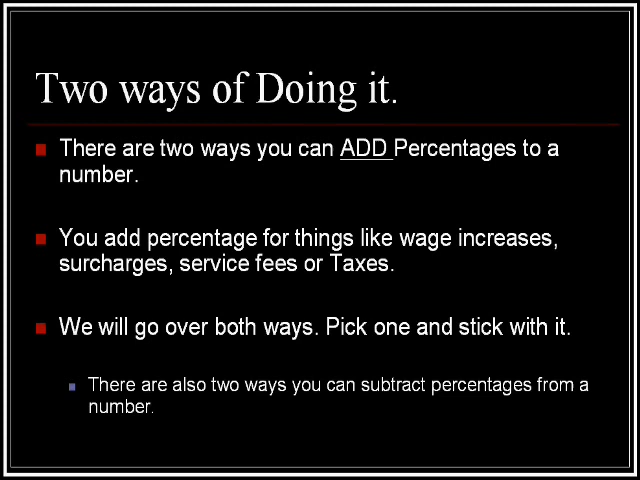 Two ways of Doing it.
There are two ways you can ADD Percentages to a
number.
You add percentage for things like wage increases,
surcharges, service fees or Taxes.
We will go over both ways. Pick one and stick with it.
There are also two ways you can subtract percentages from a
number.